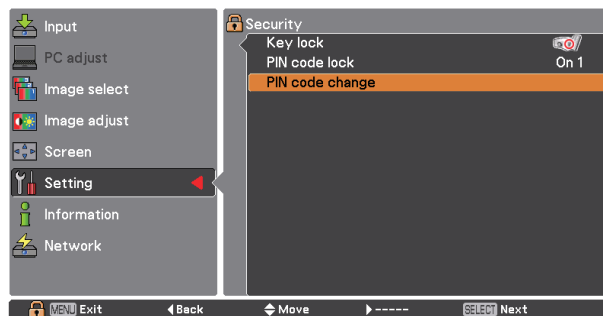 Input
PC adjust
Image select
Image adjust
Screen
Setting
Information
Network
Security
Key lock
PIN code lock On 1
PIN code change
MENU Exit Back Move ----- SELECT Next